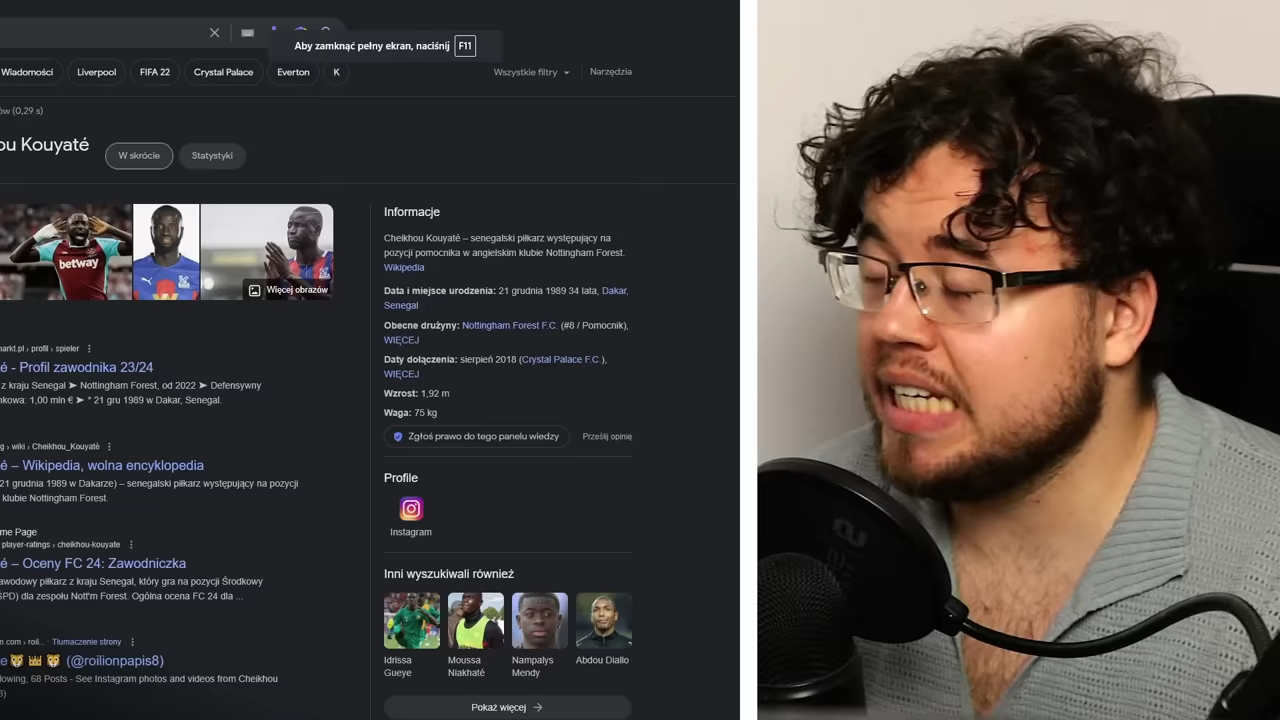 Aby zamknąć pełny ekran, naciśnij F11
Wiadomości
Liverpool
FIFA 22
Crystal Palace
Everton
K
Wszystkie filtry
Narzędzia
ów (0,29 s)
ou Kouyaté
W skrócie
Statystyki
betway
Więcej obrazów
markt.pl › profil › spieler
é - Profil zawodnika 23/24
z kraju Senegal ➤ Nottingham Forest, od 2022 ➤ Defensywny
nkowa: 1,00 mln € ➤ * 21 gru 1989 w Dakar, Senegal.
g › wiki › Cheikhou_Kouyaté
é – Wikipedia, wolna encyklopedia
21 grudnia 1989 w Dakarze) – senegalski piłkarz występujący na pozycji
klubie Nottingham Forest.
me Page
player-ratings › cheikhou-kouyate
é – Oceny FC 24: Zawodniczka
awodowy piłkarz z kraju Senegal, który gra na pozycji Środkowy
ŚPD) dla zespołu Nott'm Forest. Ogólna ocena FC 24 dla ...
m.com › roil... · Tłumaczenie strony
e🐯 👑 🐯 (@roilionpapis8)
lowing, 68 Posts - See Instagram photos and videos from Cheikhou
8)
Informacje
Cheikhou Kouyaté – senegalski piłkarz występujący na
pozycji pomocnika w angielskim klubie Nottingham Forest.
Wikipedia
Data i miejsce urodzenia: 21 grudnia 1989 34 lata, Dakar,
Senegal
Obecne drużyny: Nottingham Forest F.C. (#8 / Pomocnik),
WIĘCEJ
Daty dołączenia: sierpień 2018 (Crystal Palace F.C.),
WIĘCEJ
Wzrost: 1,92 m
Waga: 75 kg
Zgłoś prawo do tego panelu wiedzy
Prześlij opinię
Profile
Instagram
Inni wyszukiwali również
Idrissa
Gueye
Moussa
Niakhaté
Nampalys
Mendy
Abdou Diallo
Pokaż więcej